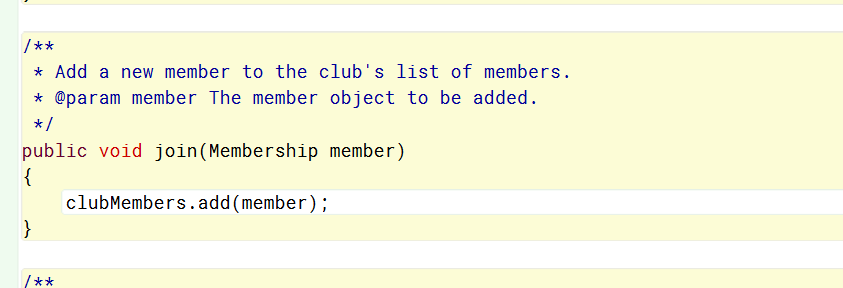 }
/**
 * Add a new member to the club's list of members.
 * @param member The member object to be added.
 */
public void join(Membership member)
{
    clubMembers.add(member);
}
/**